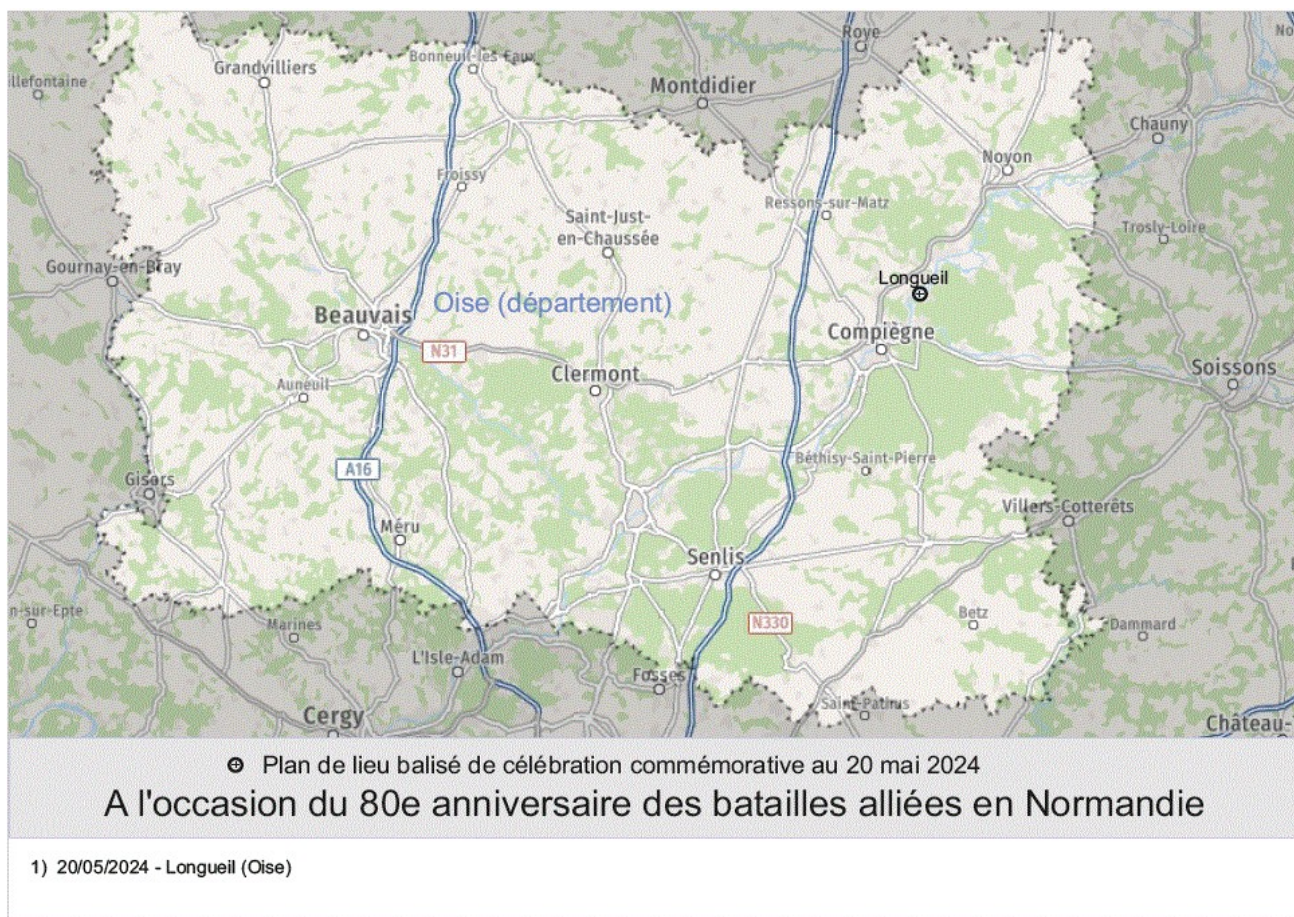 Roye
Bonneuil-les-Eaux
Grandvilliers
Montdidier
Chauny
Noyon
Froissy
Ressons-sur-Matz
Saint-Just-
en-Chaussée
Trosly-Loire
Gournay-en-Bray
Longueil
Oise (département)
Beauvais
Compiègne
N31
Clermont
Soissons
Auneuil
Béthisy-Saint-Pierre
A16
Gisors
Villers-Cotterêts
Méru
Senlis
Betz
Dammard
N330
Marines
L'Isle-Adam
Fosses
Saint-Pathus
Cergy
Plan de lieu balisé de célébration commémorative au 20 mai 2024
A l'occasion du 80e anniversaire des batailles alliées en Normandie
1) 20/05/2024 - Longueil (Oise)